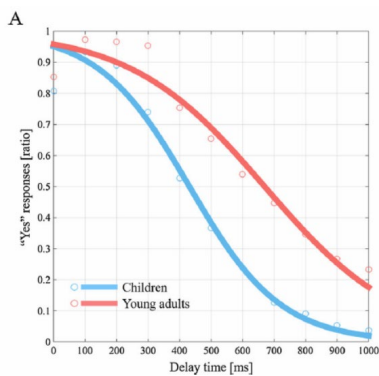 A
1
0.9
0.8
0.7
0.6
0.5
0.4
0.3
0.2
0.1
0
"Yes" responses [ratio]
Children
Young adults
0 100 200 300 400 500 600 700 800 900 1000
Delay time [ms]